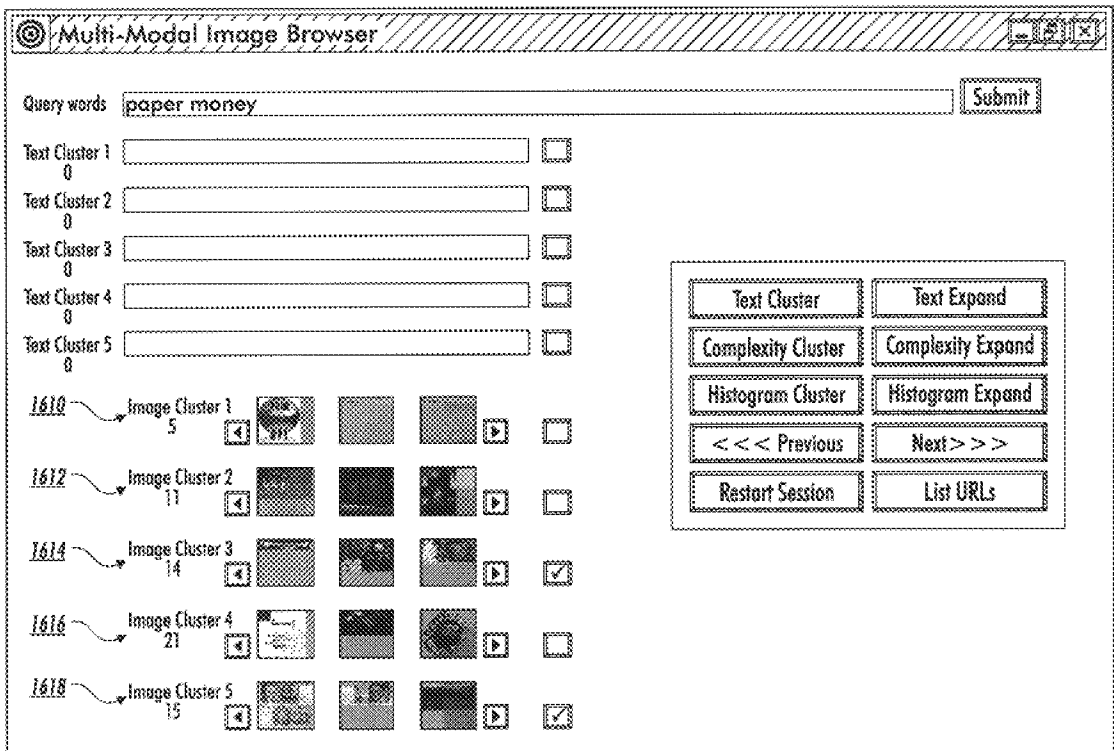 Multi-Modal Image Browser
Query words paper money Submit
Text Cluster 1
0
Text Cluster 2
0
Text Cluster 3
0
Text Cluster 4
0
Text Cluster 5
0
Text Cluster Text Expand
Complexity Cluster Complexity Expand
Histogram Cluster Histogram Expand
<<< Previous Next>>>
Restart Session List URLs
1610 Image Cluster 1
5
1612 Image Cluster 2
11
1614 Image Cluster 3
14
1616 Image Cluster 4
21
1618 Image Cluster 5
15